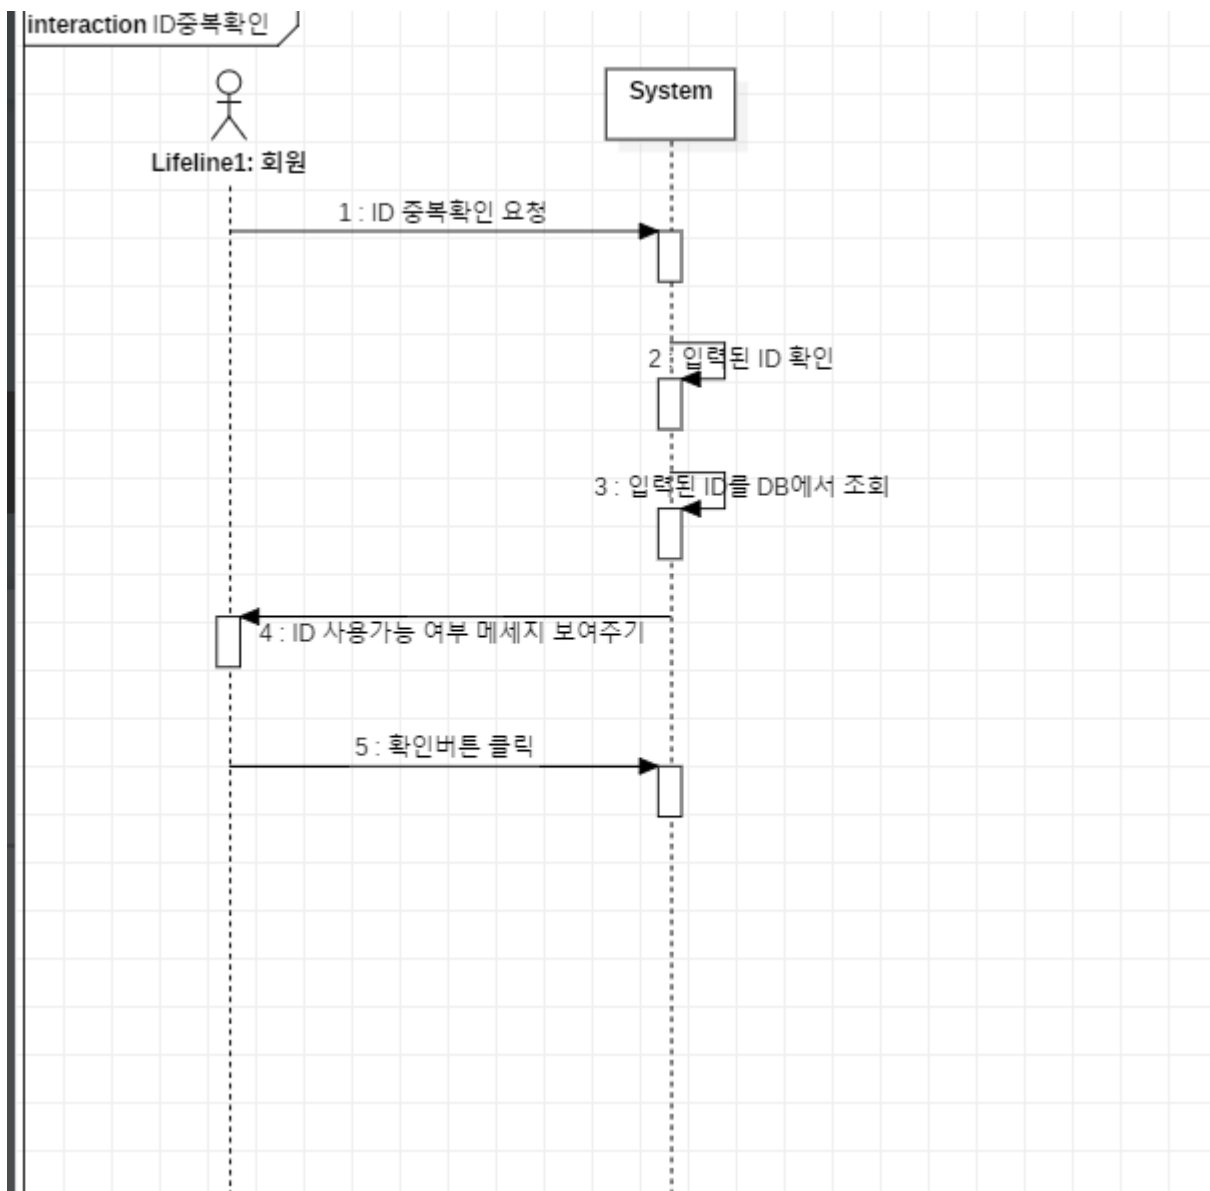 interaction ID중복확인
System
Lifeline1: 회원
1 : ID 중복확인 요청
2 : 입력된 ID 확인
3 : 입력된 ID를 DB에서 조회
4 : ID 사용가능 여부 메세지 보여주기
5 : 확인버튼 클릭